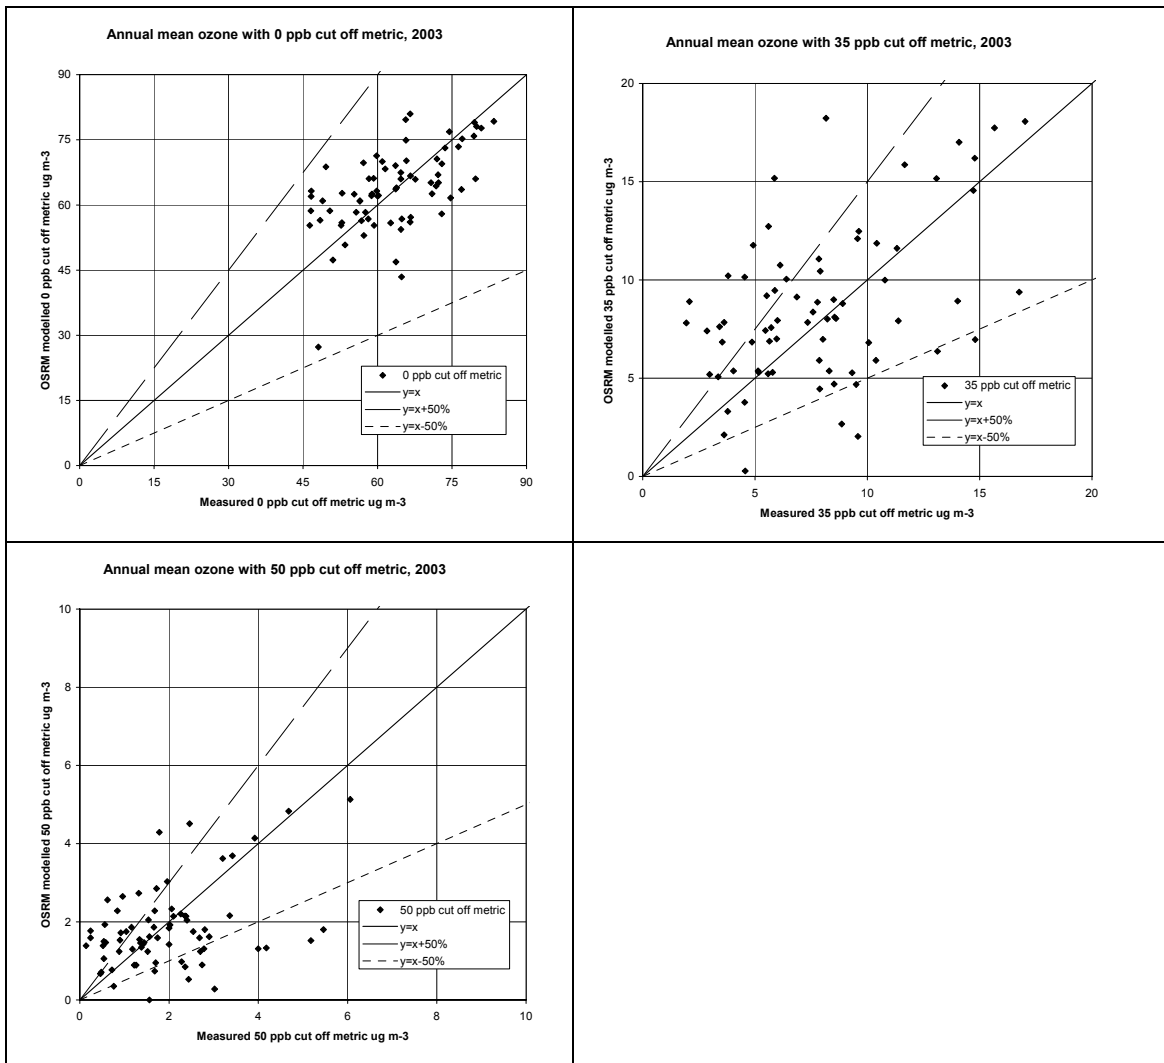 Annual mean ozone with 0 ppb cut off metric, 2003
90
75
60
45
30
15
0
OSRM modelled 0 ppb cut off metric ug m-3
0 ppb cut off metric
y=x
y=x+50%
y=x-50%
0 15 30 45 60 75 90
Measured 0 ppb cut off metric ug m-3
Annual mean ozone with 35 ppb cut off metric, 2003
20
15
10
5
0
OSRM modelled 35 ppb cut off metric ug m-3
35 ppb cut off metric
y=x
y=x+50%
y=x-50%
0 5 10 15 20
Measured 35 ppb cut off metric ug m-3
Annual mean ozone with 50 ppb cut off metric, 2003
10
8
6
4
2
0
OSRM modelled 50 ppb cut off metric ug m-3
50 ppb cut off metric
y=x
y=x+50%
y=x-50%
0 2 4 6 8 10
Measured 50 ppb cut off metric ug m-3